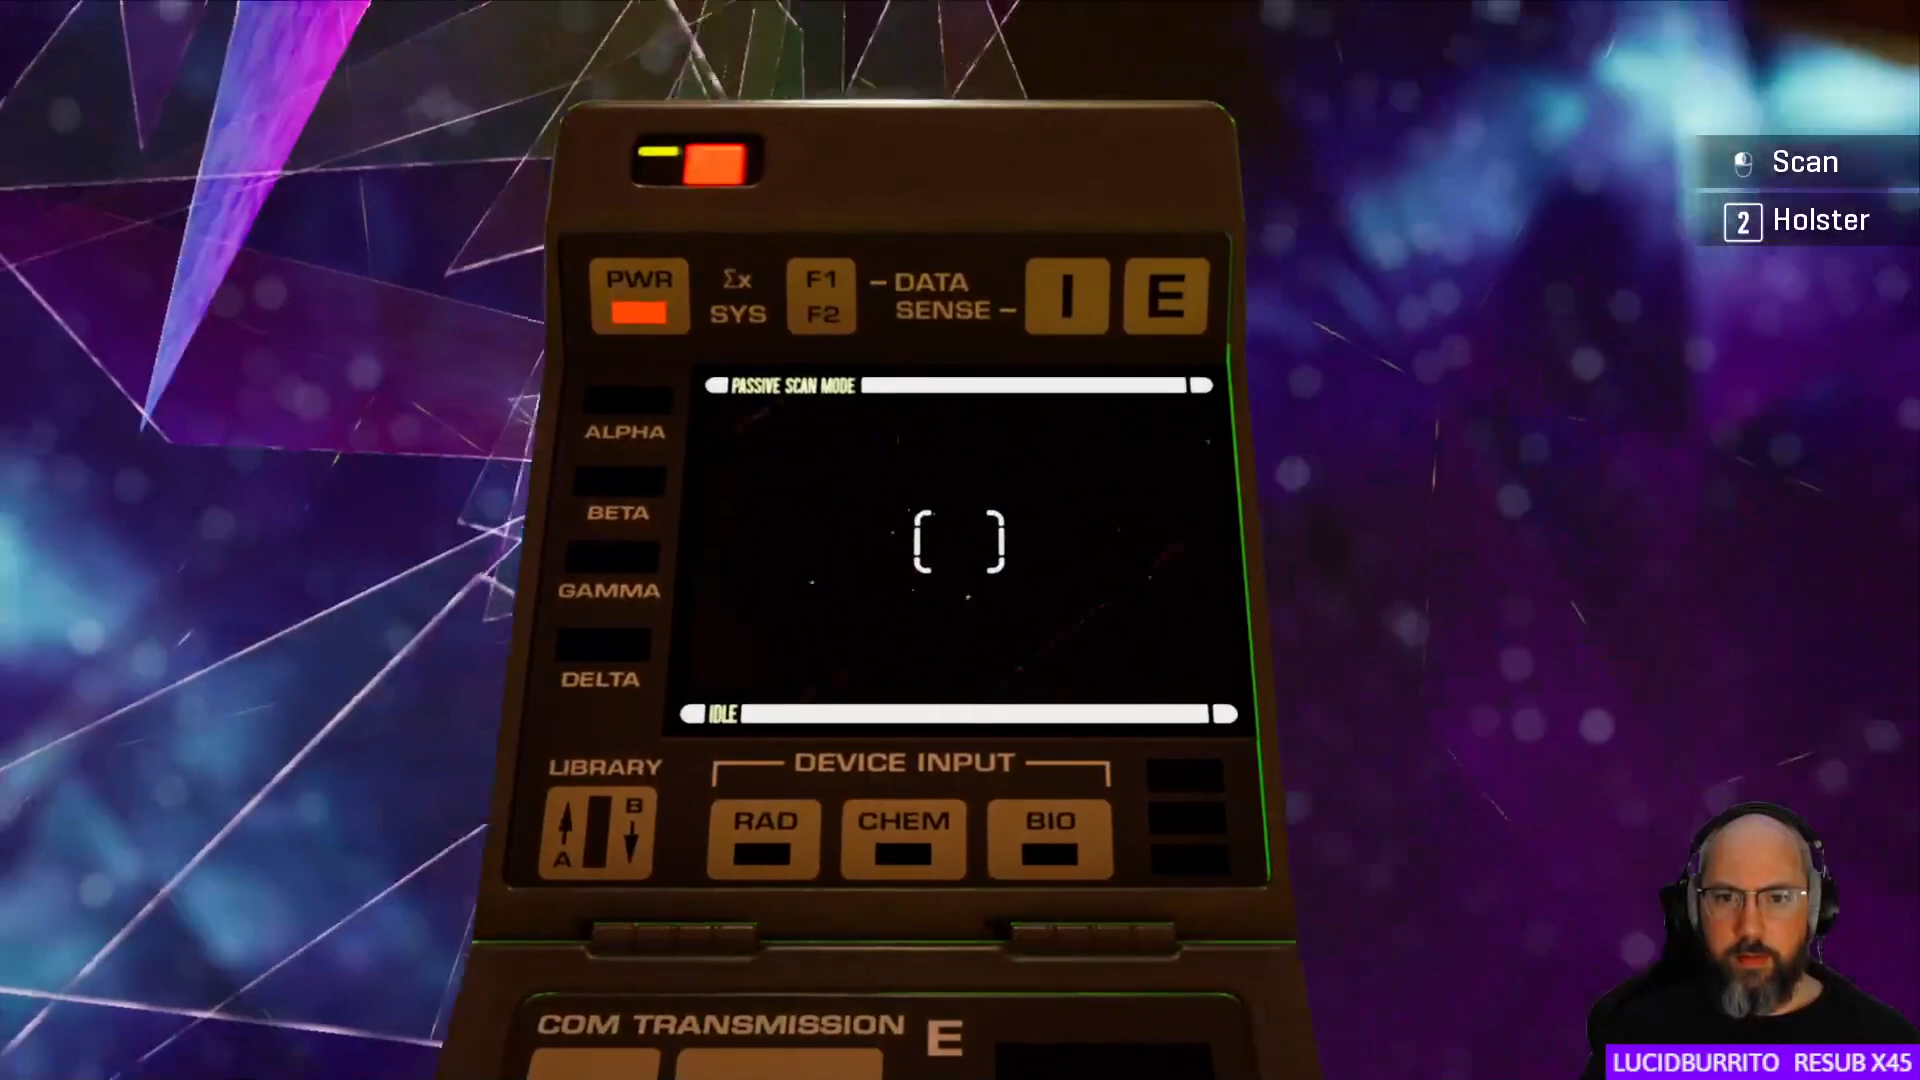 Scan
2 Holster
PWR
Σx
SYS
F1
F2
DATA
SENSE
I
E
PASSIVE SCAN MODE
ALPHA
BETA
GAMMA
DELTA
IDLE
LIBRARY
A
B
DEVICE INPUT
RAD
CHEM
BIO
COM TRANSMISSION
E
LUCIDBURRITO RESUB X45